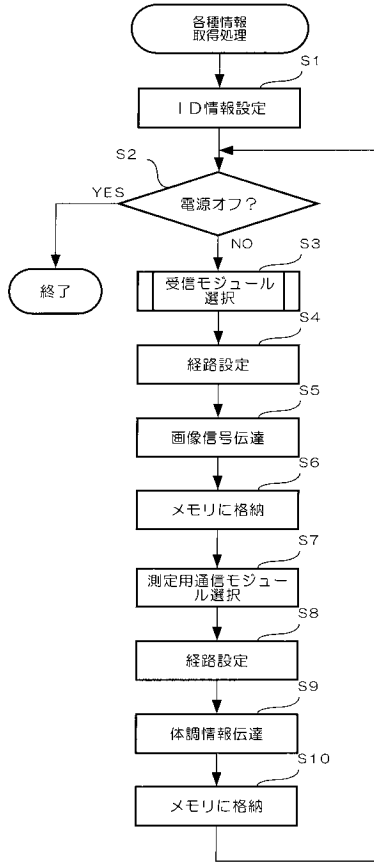 各種情報
取得処理
S1
ID情報設定
S2
YES
電源オフ?
NO
S3
終了
受信モジュール
選択
S4
経路設定
S5
画像信号伝達
S6
メモリに格納
S7
測定用通信モジュー
ル選択
S8
経路設定
S9
体調情報伝達
S10
メモリに格納